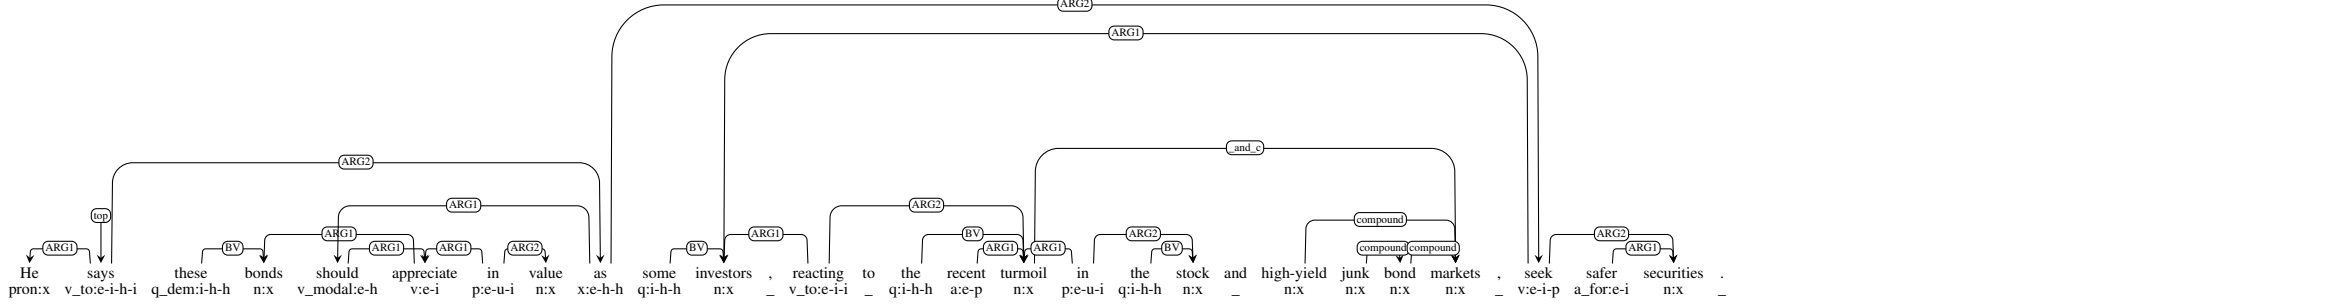 ARG2
ARG1
_and_c
ARG2
ARG1 ARG2
top compound
ARG1 ARG1 BV ARG2 ARG2
ARG1 BV ARG1 ARG1 ARG2 BV ARG1 ARG1 BV compound compound ARG1
He says these bonds should appreciate in value as some investors , reacting to the recent turmoil in the stock and high-yield junk bond markets , seek safer securities .
pron:x v_to:e-i-h-i q_dem:i-h-h n:x v_modal:e-h v:e-i p:e-u-i n:x x:e-h-h q:i-h-h n:x _ v_to:e-i-i _ q:i-h-h a:e-p n:x p:e-u-i q:i-h-h n:x _ n:x n:x n:x n:x _ v:e-i-p a_for:e-i n:x _